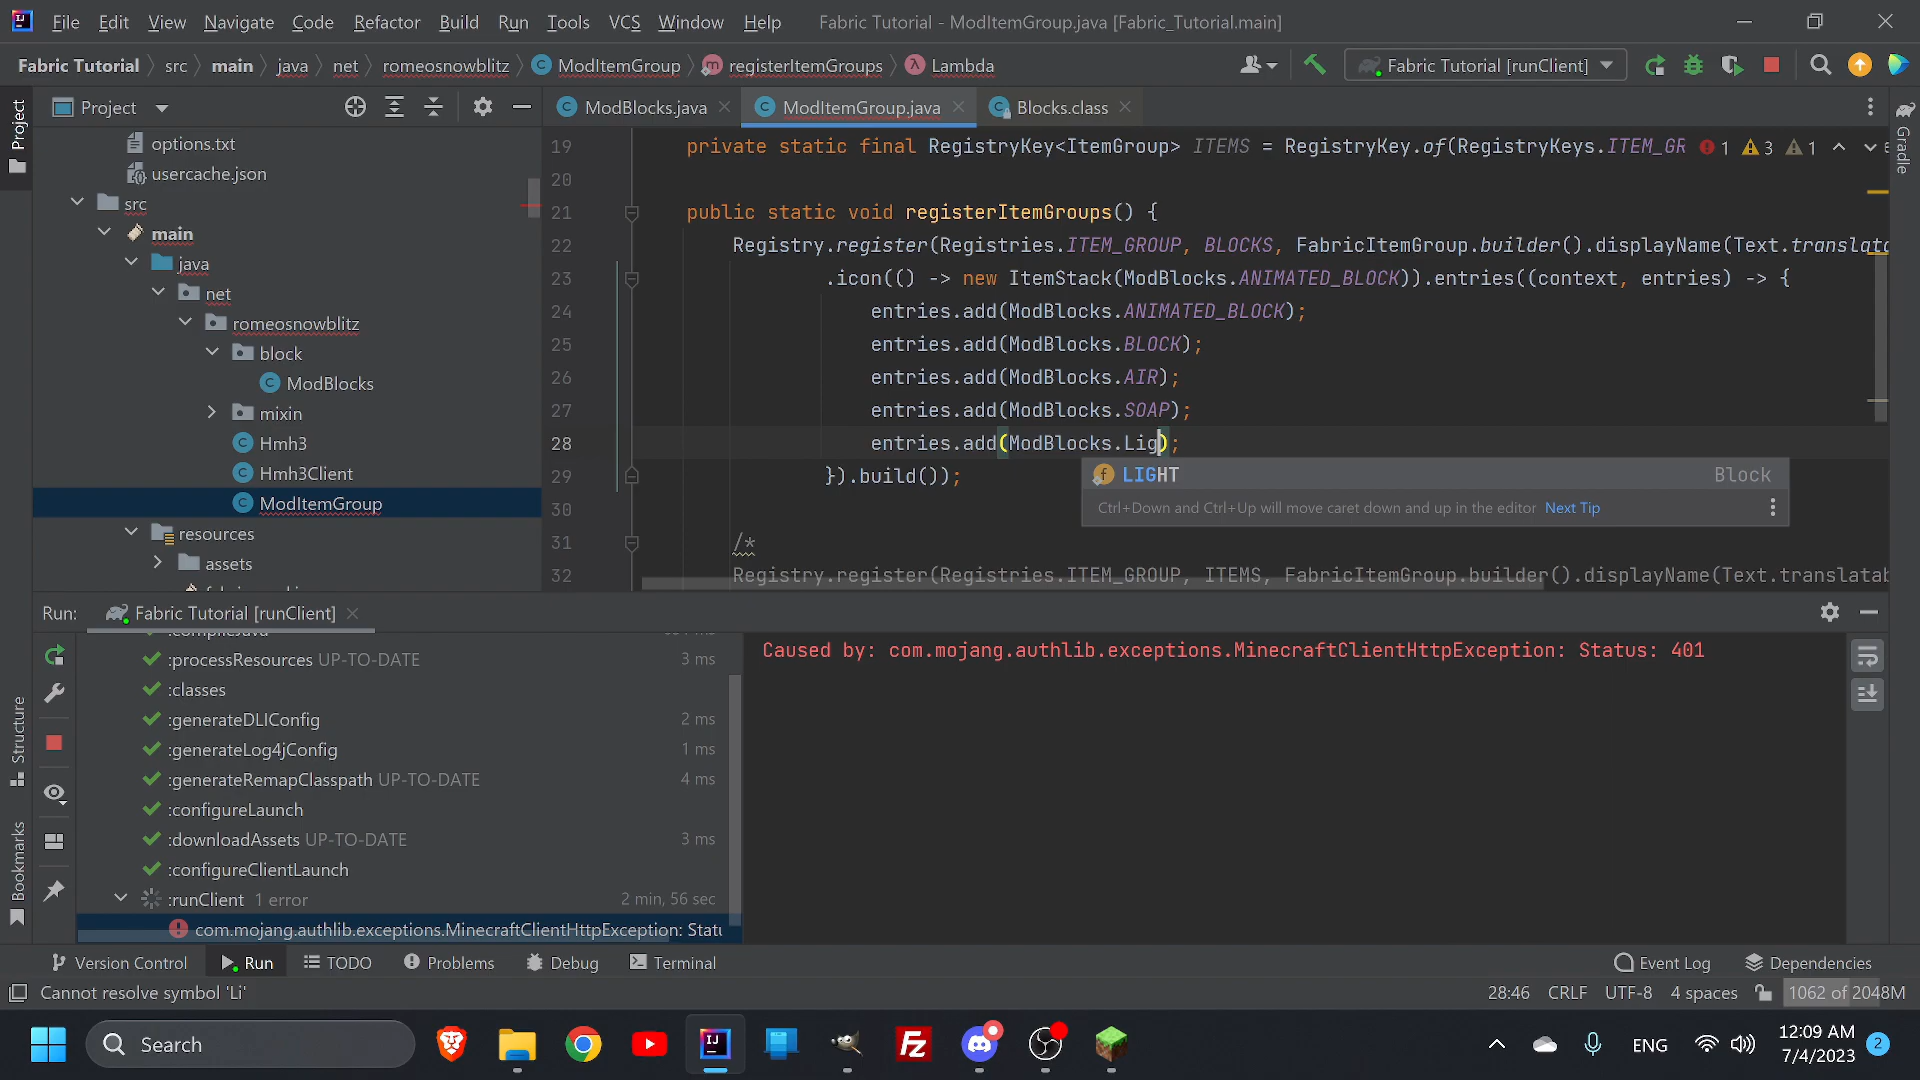 File Edit View Navigate Code Refactor Build Run Tools VCS Window Help Fabric Tutorial - ModItemGroup.java [Fabric_Tutorial.main]
Fabric Tutorial src main java net romeosnowblitz ModItemGroup registerItemGroups Lambda Fabric Tutorial [runClient]
Project
Project
ModBlocks.java ModItemGroup.java Blocks.class
Gradle
options.txt
usercache.json
src
main
java
net
romeosnowblitz
block
ModBlocks
mixin
Hmh3
Hmh3Client
ModItemGroup
resources
assets
19 private static final RegistryKey<ItemGroup> ITEMS = RegistryKey.of(RegistryKeys.ITEM_GR 1 3 1
20
21 public static void registerItemGroups() {
22 Registry.register(Registries.ITEM_GROUP, BLOCKS, FabricItemGroup.builder().displayName(Text.translata
23 .icon(() -> new ItemStack(ModBlocks.ANIMATED_BLOCK)).entries((context, entries) -> {
24 entries.add(ModBlocks.ANIMATED_BLOCK);
25 entries.add(ModBlocks.BLOCK);
26 entries.add(ModBlocks.AIR);
27 entries.add(ModBlocks.SOAP);
28 entries.add(ModBlocks.Lig);
29 }).build());
LIGHT Block
Ctrl+Down and Ctrl+Up will move caret down and up in the editor Next Tip
30
31 /*
32 Registry.register(Registries.ITEM_GROUP, ITEMS, FabricItemGroup.builder().displayName(Text.translatab
Run: Fabric Tutorial [runClient]
:processResources UP-TO-DATE 3 ms
:classes
:generateDLIConfig 2 ms
:generateLog4jConfig 1 ms
:generateRemapClasspath UP-TO-DATE 4 ms
:configureLaunch
:downloadAssets UP-TO-DATE 3 ms
:configureClientLaunch
:runClient 1 error 2 min, 56 sec
com.mojang.authlib.exceptions.MinecraftClientHttpException: Statu
Caused by: com.mojang.authlib.exceptions.MinecraftClientHttpException: Status: 401
Structure
Bookmarks
Version Control Run TODO Problems Debug Terminal Event Log Dependencies
Cannot resolve symbol 'Li' 28:46 CRLF UTF-8 4 spaces 1062 of 2048M
Search ENG 12:09 AM
7/4/2023 2